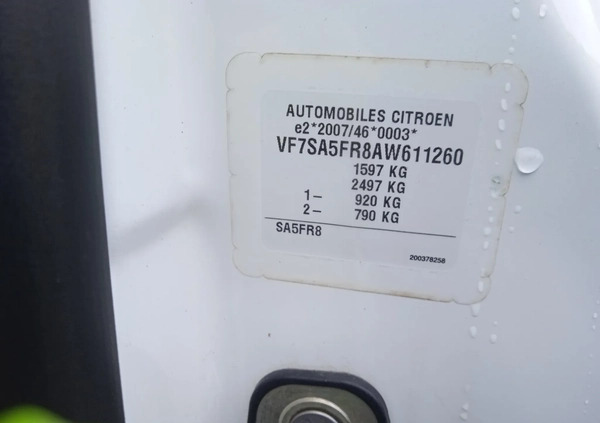 AUTOMOBILES CITROEN
e2*2007/46*0003*
VF7SA5FR8AW611260
1597 KG
2497 KG
1- 920 KG
2- 790 KG
SA5FR8
200378258